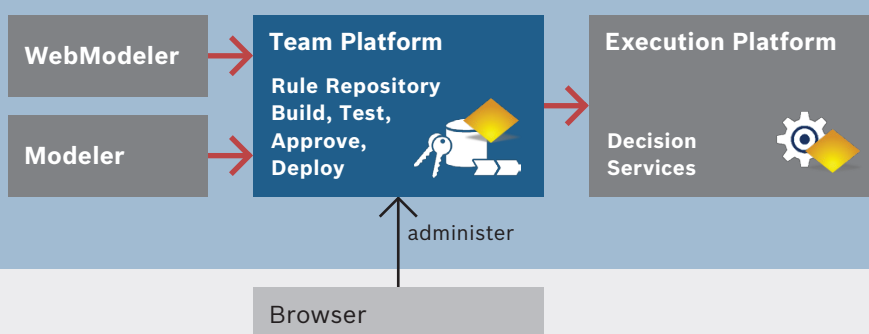 WebModeler
Modeler
Team Platform
Rule Repository
Build, Test,
Approve,
Deploy
Execution Platform
Decision
Services
administer
Browser